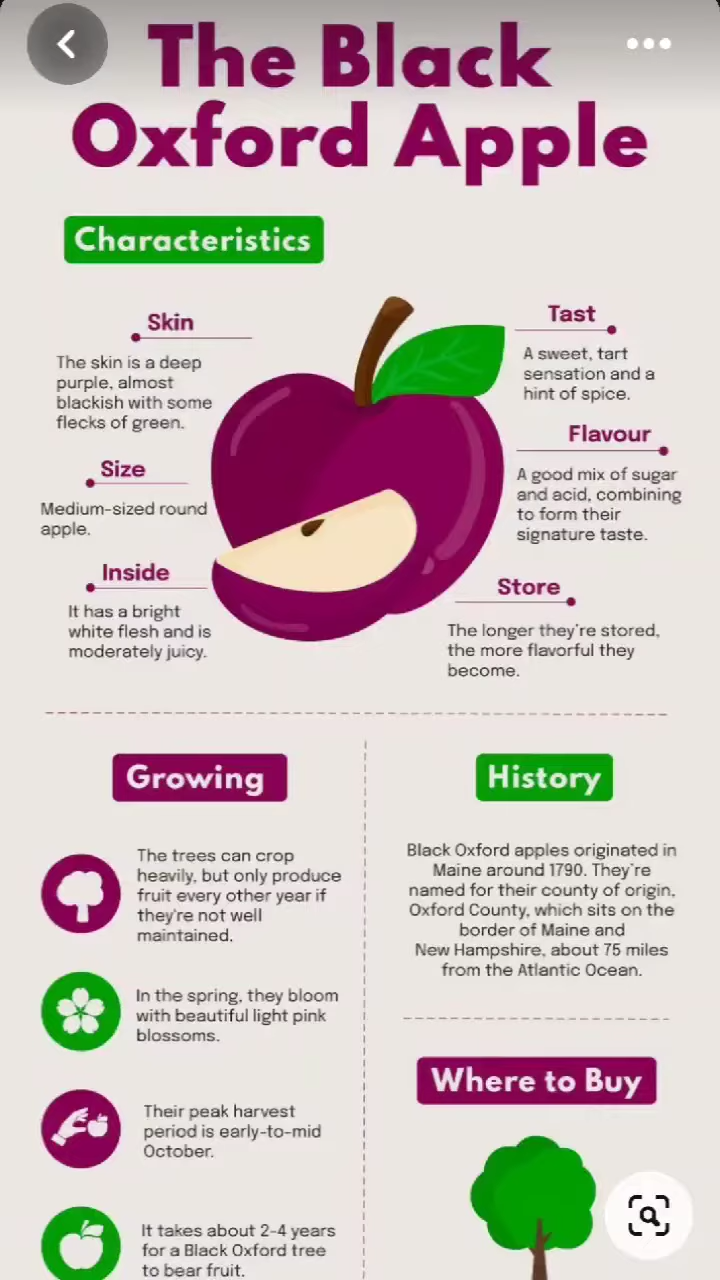 The Black
Oxford Apple
Characteristics
Skin
The skin is a deep
purple, almost
blackish with some
flecks of green.
Size
Medium-sized round
apple.
Inside
It has a bright
white flesh and is
moderately juicy.
Tast
A sweet, tart
sensation and a
hint of spice.
Flavour
A good mix of sugar
and acid, combining
to form their
signature taste.
Store
The longer they're stored,
the more flavorful they
become.
Growing
The trees can crop
heavily, but only produce
fruit every other year if
they're not well
maintained.
In the spring, they bloom
with beautiful light pink
blossoms.
Their peak harvest
period is early-to-mid
October.
It takes about 2-4 years
for a Black Oxford tree
to bear fruit.
History
Black Oxford apples originated in
Maine around 1790. They're
named for their county of origin,
Oxford County, which sits on the
border of Maine and
New Hampshire, about 75 miles
from the Atlantic Ocean.
Where to Buy